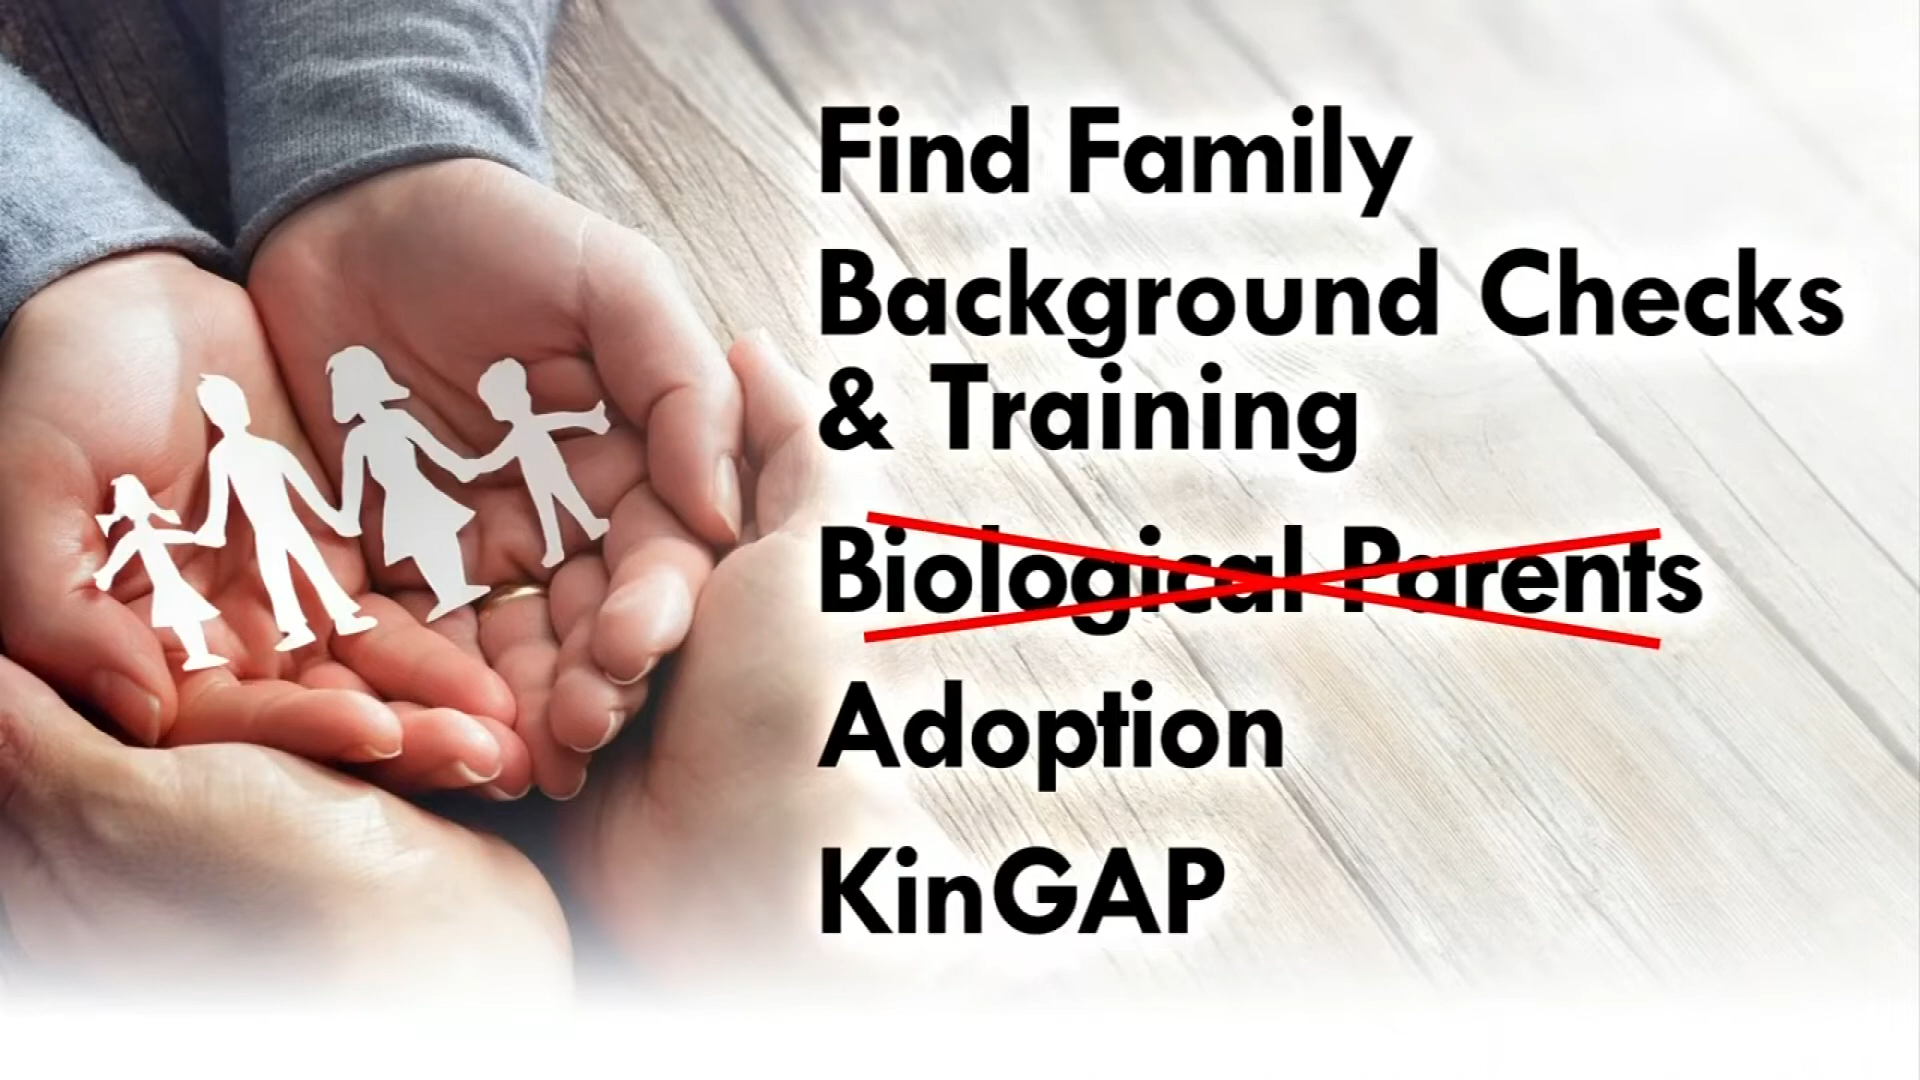 Find Family
Background Checks
& Training
Biological Parents
Adoption
KinGAP